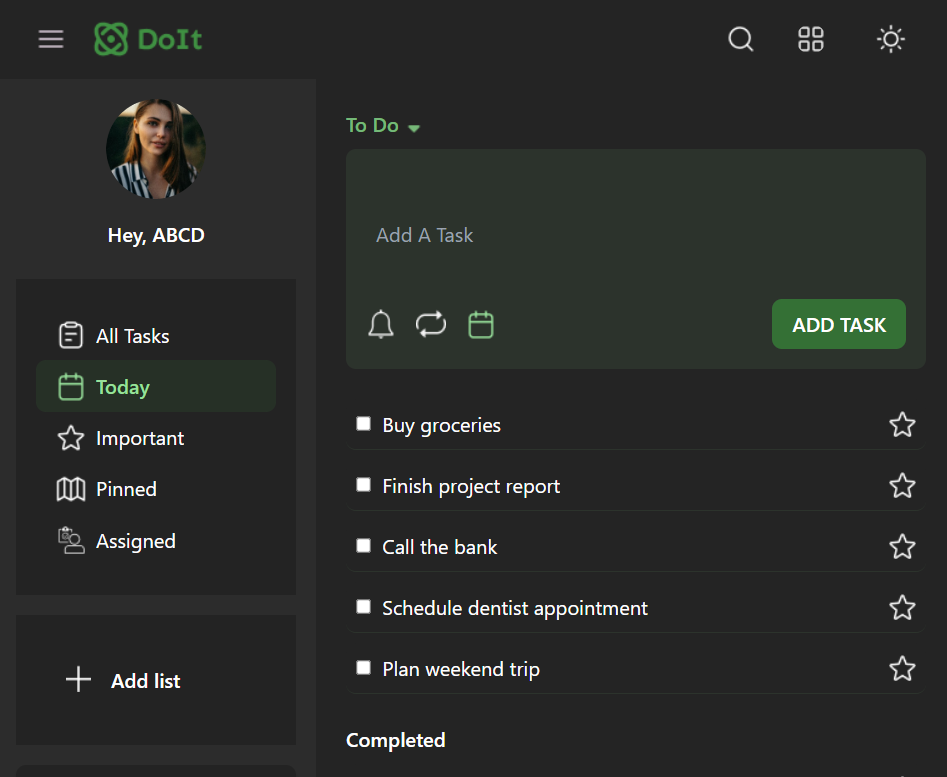 DoIt
Hey, ABCD
All Tasks
Today
Important
Pinned
Assigned
Add list
To Do
Add A Task
ADD TASK
Buy groceries
Finish project report
Call the bank
Schedule dentist appointment
Plan weekend trip
Completed